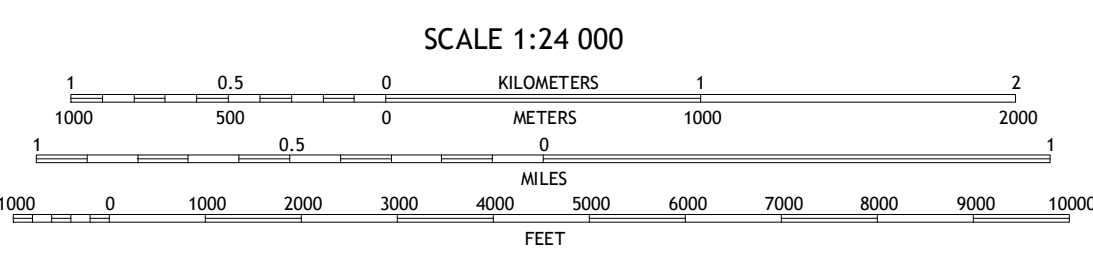 SCALE 1:24 000
1 0.5 0 KILOMETERS 1 2
1000 500 0 METERS 1000 2000
1 0.5 0 1
MILES
1000 0 1000 2000 3000 4000 5000 6000 7000 8000 9000 10000
FEET